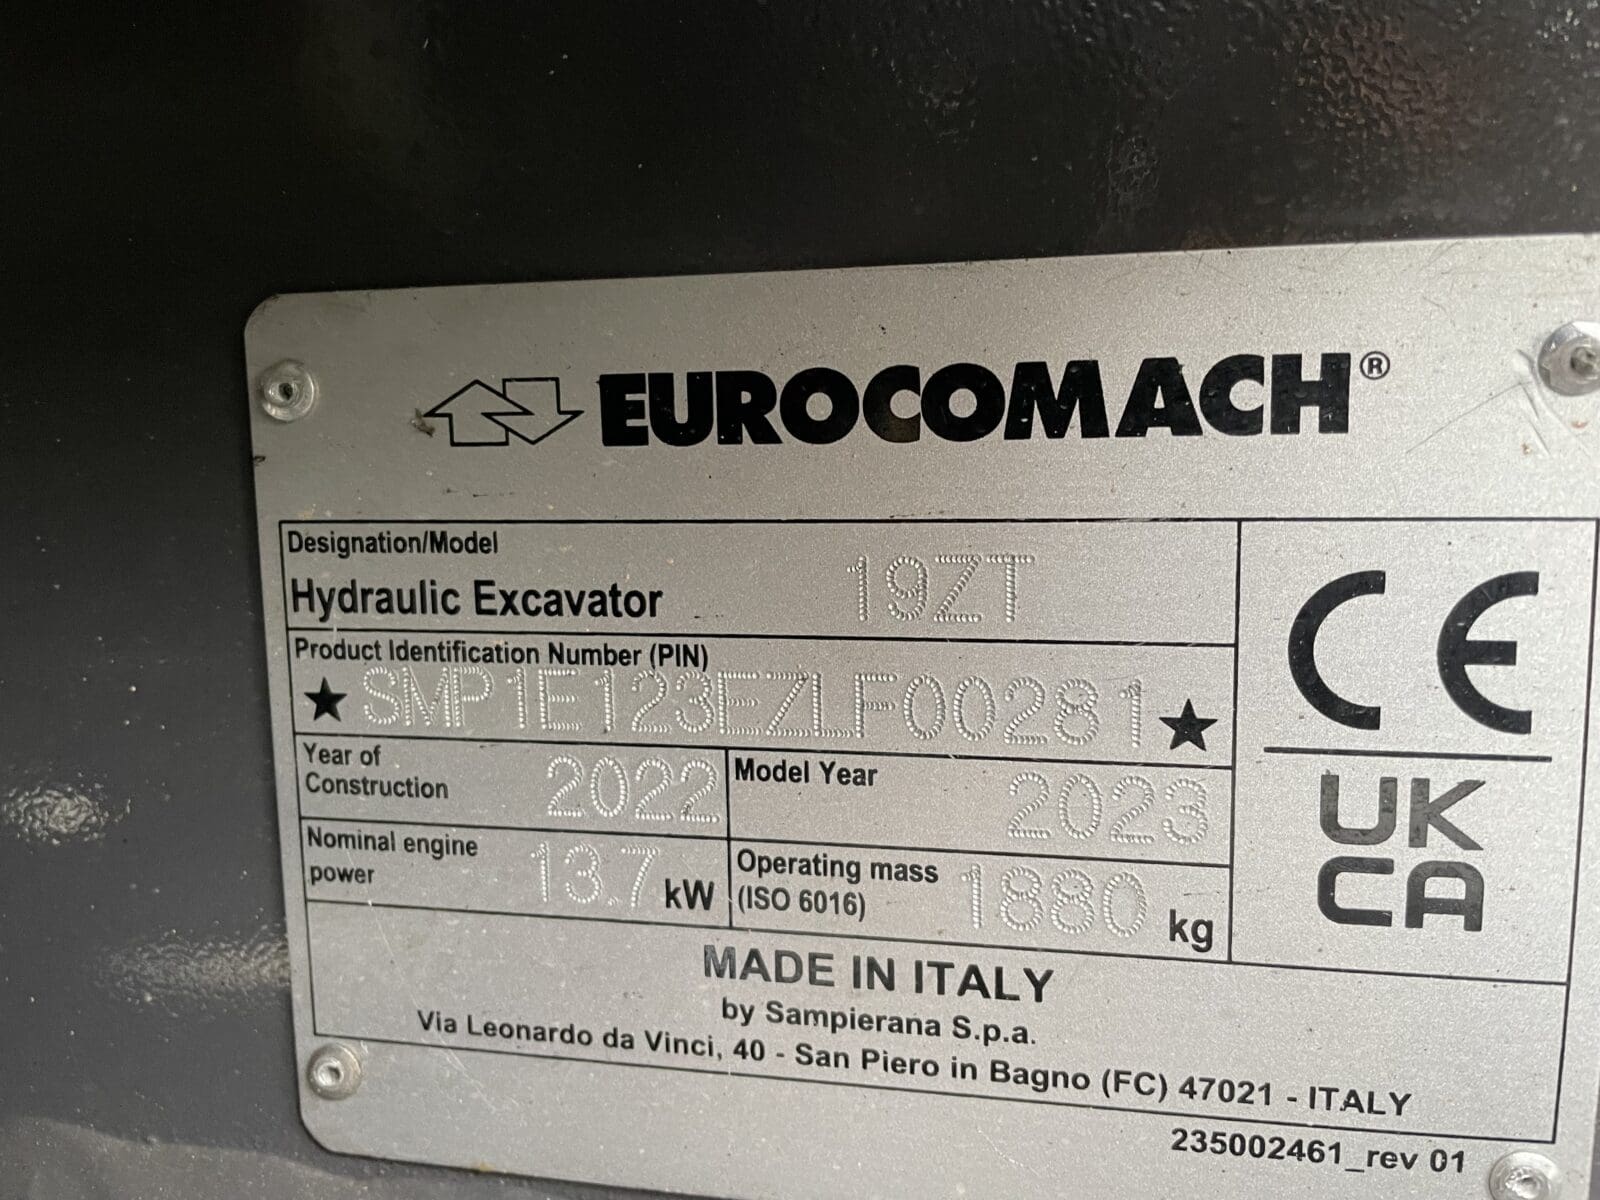 EUROCOMACH®
Designation/Model
Hydraulic Excavator 19ZT
Product Identification Number (PIN)
★ SMP1E123EZLF00281 ★
Year of
Construction 2022
Model Year 2023
Nominal engine
power 13.7 kW
Operating mass
(ISO 6016) 1880 kg
CE
UK
CA
MADE IN ITALY
by Sampierana S.p.a.
Via Leonardo da Vinci, 40 - San Piero in Bagno (FC) 47021 - ITALY
235002461_rev 01